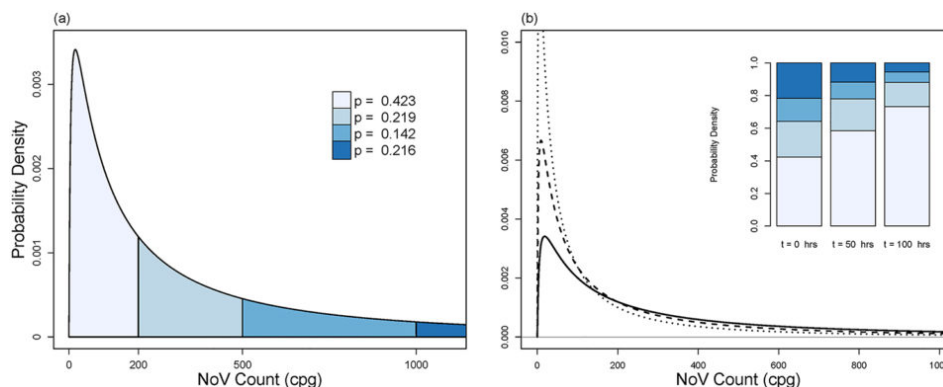 (a)
Probability Density
0.003
0.002
0.001
0
p = 0.423
p = 0.219
p = 0.142
p = 0.216
0
200
500
1000
NoV Count (cpg)
(b)
0.010
0.008
0.006
0.004
0.002
0.000
Probability Density
1.0
0.8
0.6
0.4
0.2
0.0
t = 0 hrs
t = 50 hrs
t = 100 hrs
0
200
400
600
800
NoV Count (cpg)